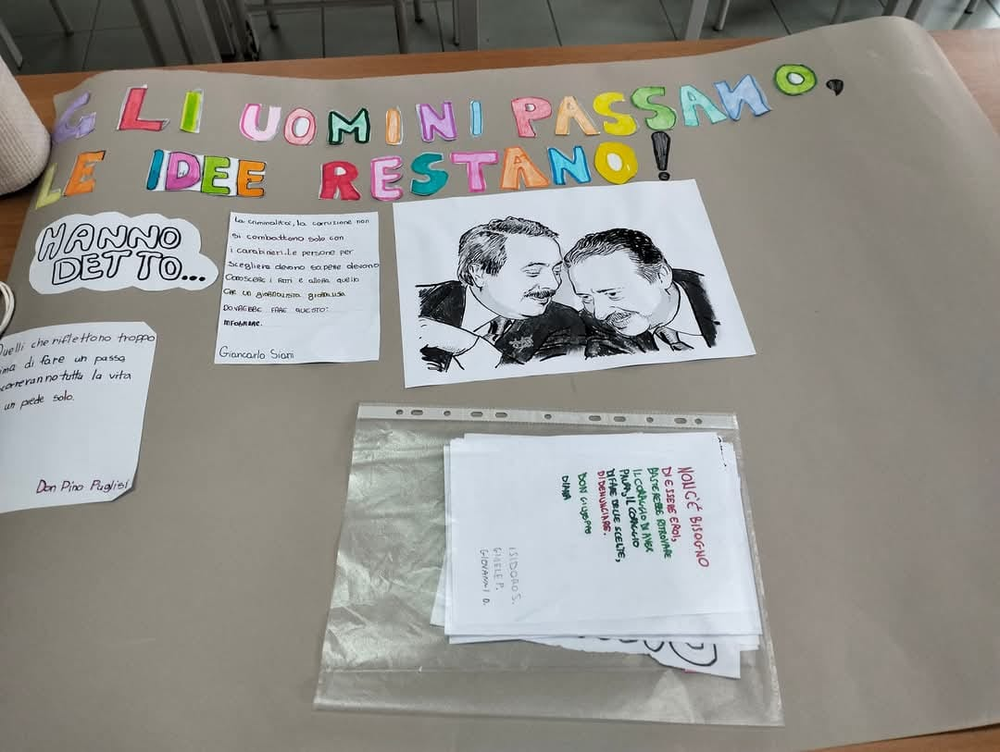 GLI UOMINI PASSANO,
LE IDEE RESTANO!
HANNO
DETTO...
La criminalità, la corruzione non
si combattono solo con
i carabinieri. Le persone per
scegliere devono sapere devono
conoscere i fatti e allora quello
che un giornalista giornalista
DOVREBBE FARE QUESTO:
INFORMARE.
Giancarlo Siani
Quelli che riflettono troppo
ima di fare un passo
correranno tutta la vita
un piede solo.
Don Pino Puglisi
NON C'È BISOGNO
DI ESSERE EROI,
BASTEREBBE RITROVARE
IL CORAGGIO DI AVER
PAURA, IL CORAGGIO
DI FARE DELLE SCELTE,
DI DENUNCIARE.
DON GIUSEPPE
DIANA
ISIDORO S.
GIOELE P.
GIOVANNI D.